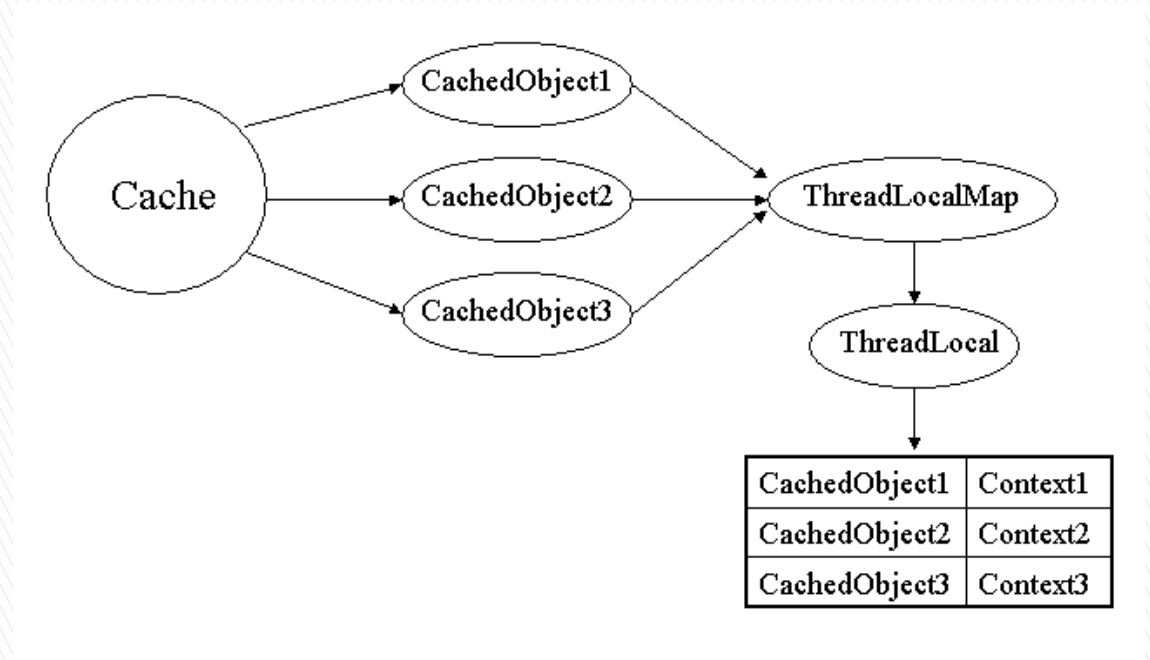 CachedObject1
Cache
CachedObject2
ThreadLocalMap
CachedObject3
ThreadLocal
CachedObject1 Context1
CachedObject2 Context2
CachedObject3 Context3